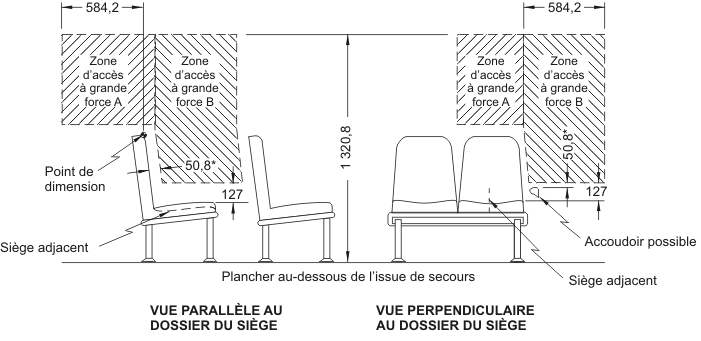 584,2
584,2
Zone
d'accès
à grande
force A
Zone
d'accès
à grande
force B
Zone
d'accès
à grande
force A
Zone
d'accès
à grande
force B
1 320,8
50,8*
Point de
dimension
50,8*
127
127
Siège adjacent
Accoudoir possible
Plancher au-dessous de l'issue de secours
Siège adjacent
VUE PARALLÈLE AU
DOSSIER DU SIÈGE
VUE PERPENDICULAIRE
AU DOSSIER DU SIÈGE